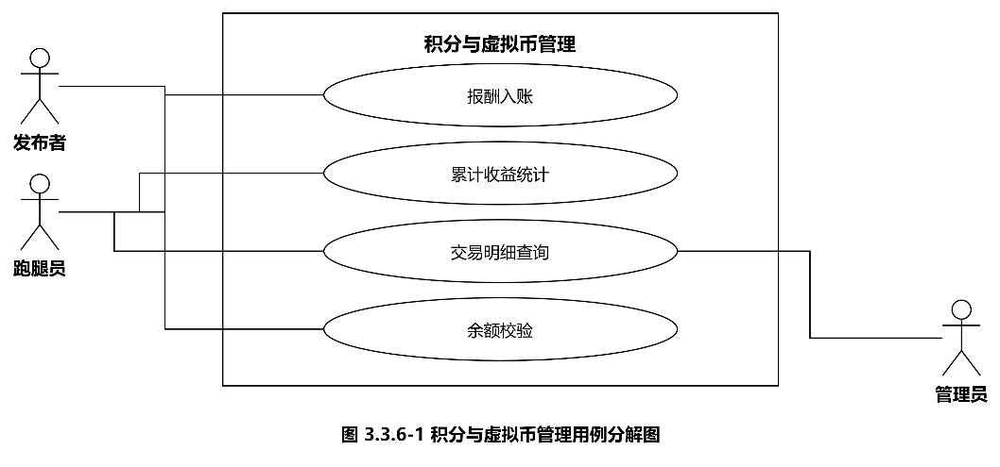 积分与虚拟币管理
报酬入账
发布者
累计收益统计
跑腿员
交易明细查询
余额校验
管理员
图 3.3.6-1 积分与虚拟币管理用例分解图